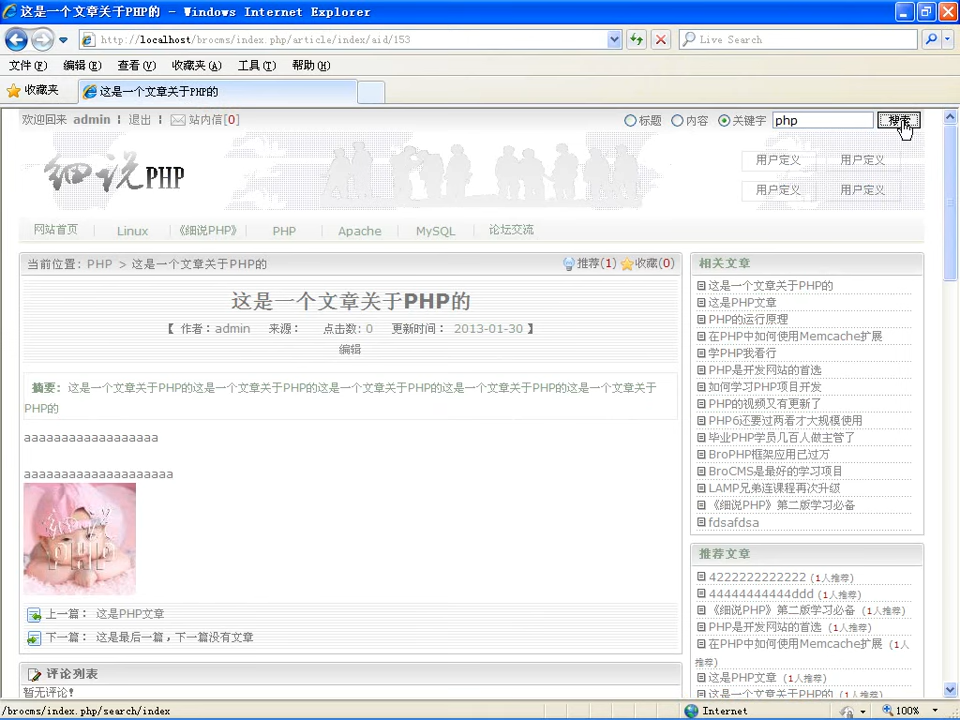 这是一个文章关于PHP的 - Windows Internet Explorer
http://localhost/brocms/index.php/article/index/aid/153
Live Search
文件(F) 编辑(E) 查看(V) 收藏夹(A) 工具(T) 帮助(H)
收藏夹 这是一个文章关于PHP的
欢迎回来 admin | 退出 | 站内信[0] 标题 内容 关键字 php 搜索
细说PHP
用户定义 用户定义
用户定义 用户定义
网站首页 Linux 《细说PHP》 PHP Apache MySQL 论坛交流
当前位置: PHP > 这是一个文章关于PHP的 推荐(1) 收藏(0)
这是一个文章关于PHP的
【 作者：admin 来源： 点击数: 0 更新时间： 2013-01-30 】
编辑
摘要: 这是一个文章关于PHP的这是一个文章关于PHP的这是一个文章关于PHP的这是一个文章关于PHP的这是一个文章关于
PHP的
aaaaaaaaaaaaaaaaaa
aaaaaaaaaaaaaaaaaaaa
细说
PHP
上一篇： 这是PHP文章
下一篇： 这是最后一篇，下一篇没有文章
评论列表
暂无评论!
相关文章
这是一个文章关于PHP的
这是PHP文章
PHP的运行原理
在PHP中如何使用Memcache扩展
学PHP我看行
PHP是开发网站的首选
如何学习PHP项目开发
PHP的视频又有更新了
PHP6还要过两看才大规模使用
毕业PHP学员几百人做主管了
BroPHP框架应用已过万
BroCMS是最好的学习项目
LAMP兄弟连课程再次升级
《细说PHP》第二版学习必备
fdsafdsa
推荐文章
4222222222222 (1人推荐)
44444444444ddd (1人推荐)
《细说PHP》第二版学习必备 (1人推荐)
PHP是开发网站的首选 (1人推荐)
在PHP中如何使用Memcache扩展 (1人
推荐)
这是PHP文章 (1人推荐)
这是一个文章关于PHP的 (1人推荐)
/brocms/index.php/search/index Internet 100%